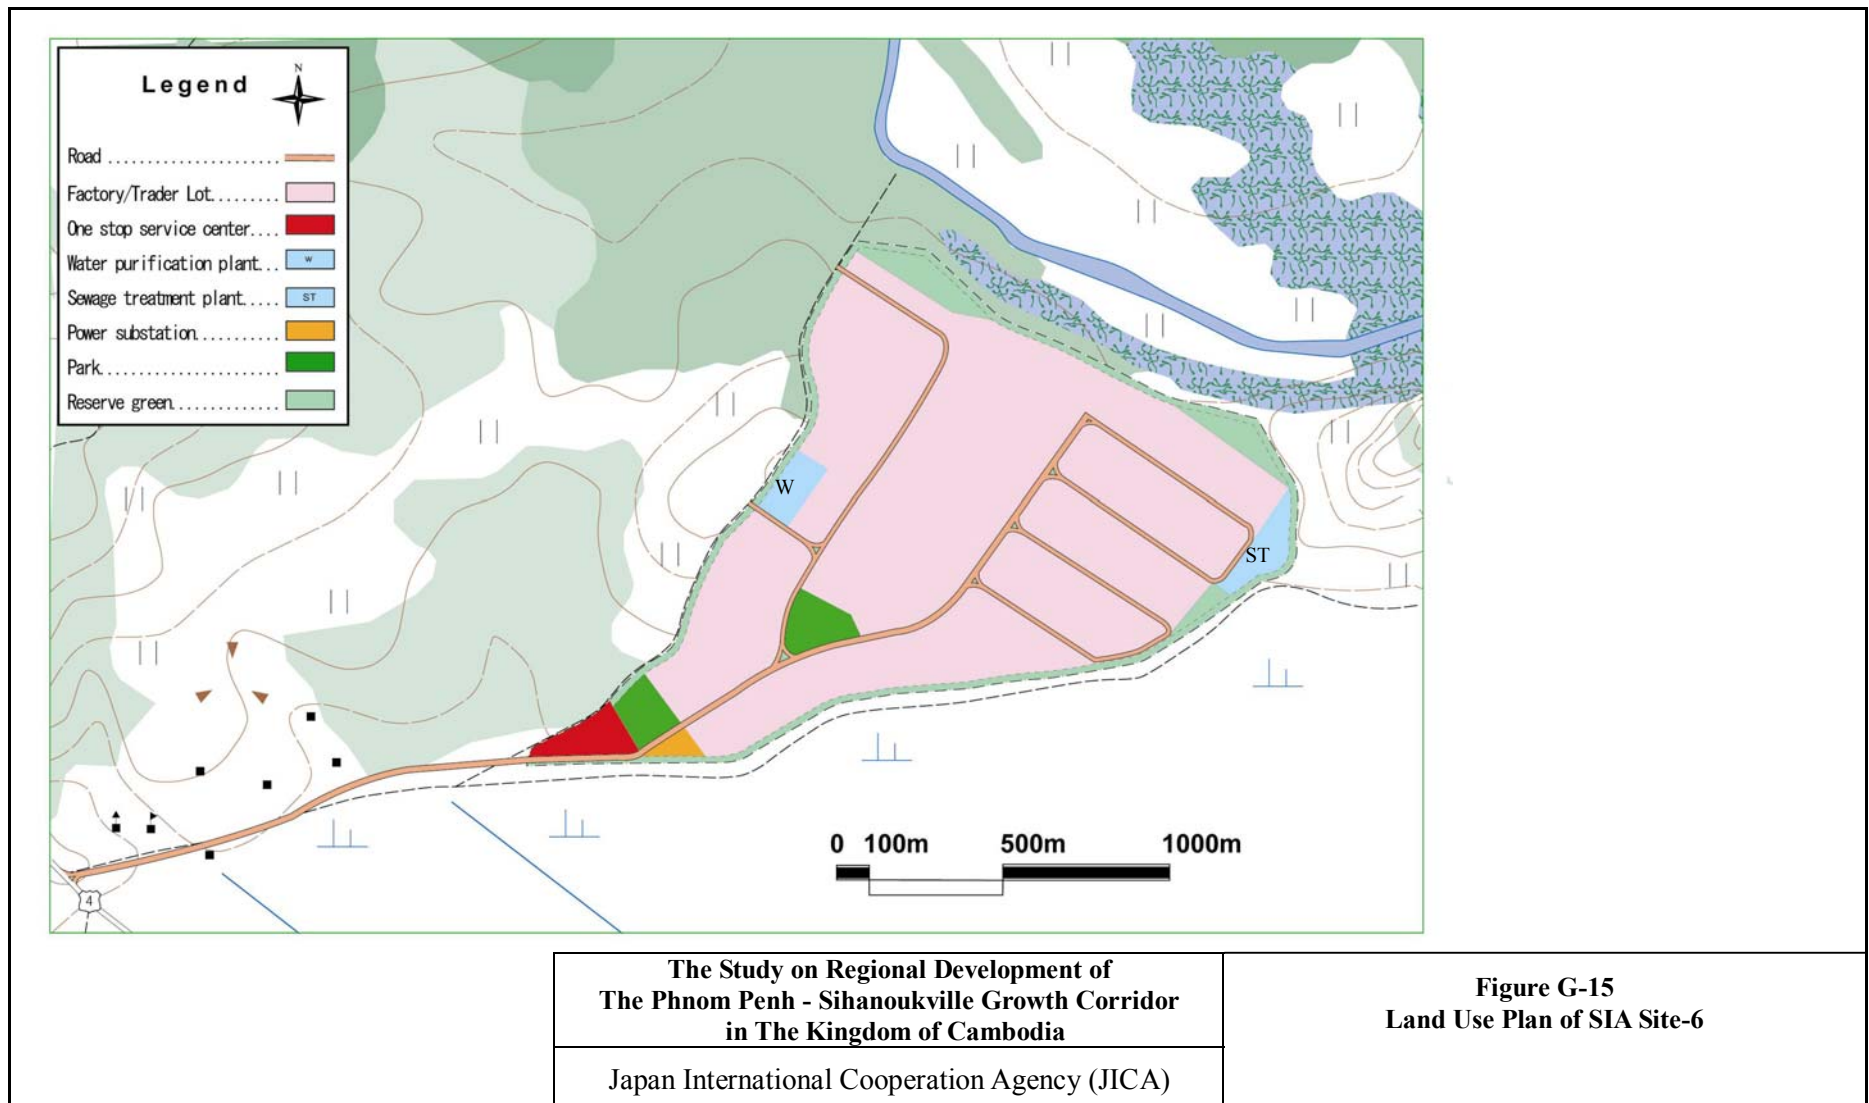 Legend
N
Road ......................
Factory/Trader Lot.........
One stop service center....
Water purification plant... W
Sewage treatment plant..... ST
Power substation...........
Park.......................
Reserve green.............
W
ST
4
0 100m 500m 1000m
The Study on Regional Development of
The Phnom Penh - Sihanoukville Growth Corridor
in The Kingdom of Cambodia
Japan International Cooperation Agency (JICA)
Figure G-15
Land Use Plan of SIA Site-6